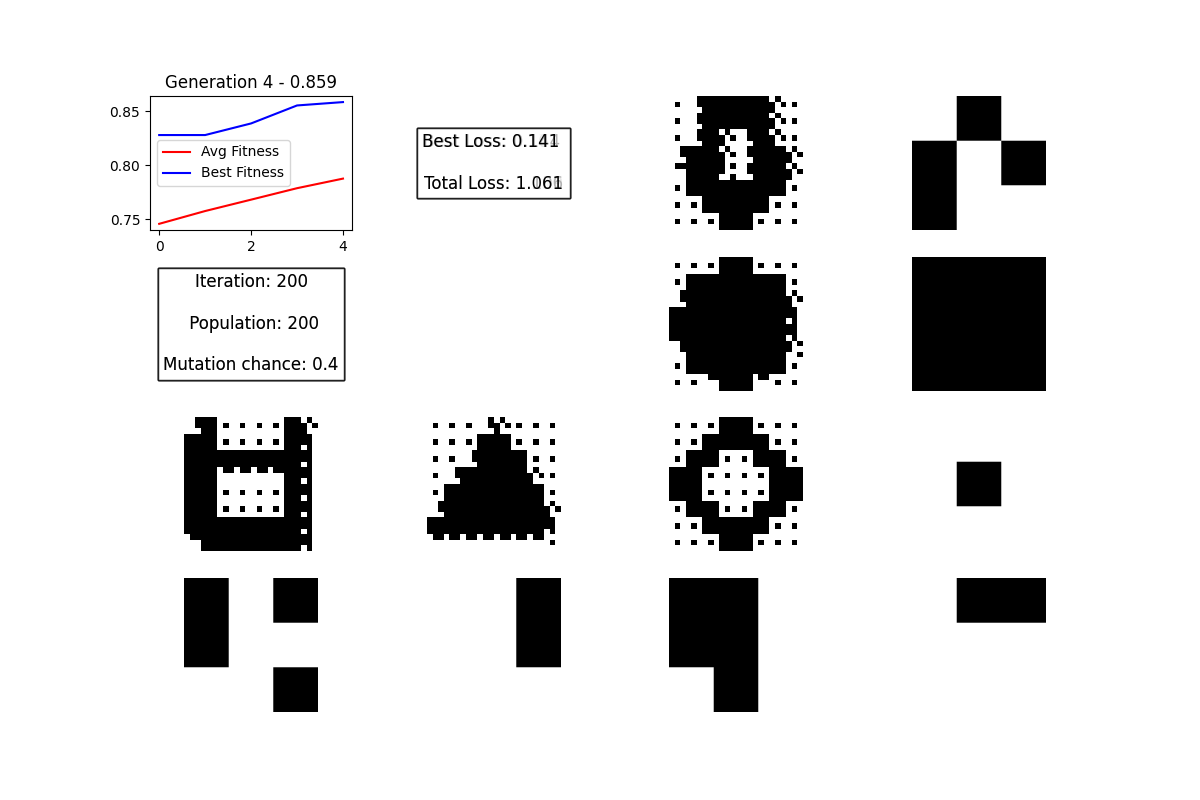 Generation 4 - 0.859
0.85
0.80
0.75
Avg Fitness
Best Fitness
0 2 4
Best Loss: 0.141
Total Loss: 1.061
Iteration: 200
Population: 200
Mutation chance: 0.4